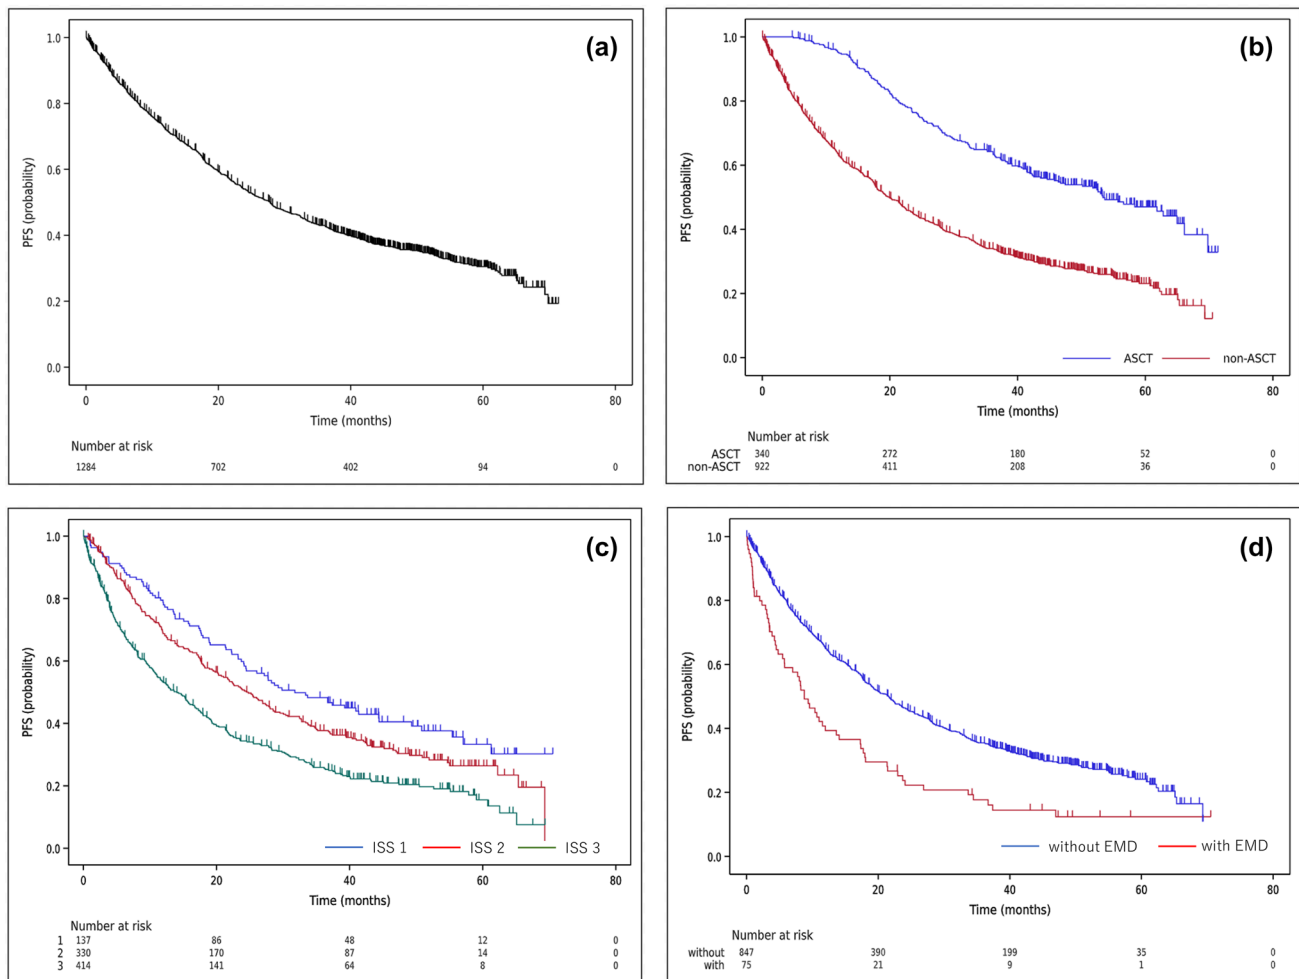 (a)
1.0
0.8
0.6
0.4
0.2
0.0
PFS (probability)
0 20 40 60 80
Time (months)
Number at risk
1284 702 402 94 0
(b)
1.0
0.8
0.6
0.4
0.2
0.0
PFS (probability)
ASCT non-ASCT
0 20 40 60 80
Time (months)
Number at risk
ASCT 340 272 180 52 0
non-ASCT 922 411 208 36 0
(c)
1.0
0.8
0.6
0.4
0.2
0.0
PFS (probability)
ISS 1 ISS 2 ISS 3
0 20 40 60 80
Time (months)
Number at risk
1 137 86 48 12 0
2 330 170 87 14 0
3 414 141 64 8 0
(d)
1.0
0.8
0.6
0.4
0.2
0.0
PFS (probability)
without EMD with EMD
0 20 40 60 80
Time (months)
Number at risk
without 847 390 199 35 0
with 75 21 9 1 0